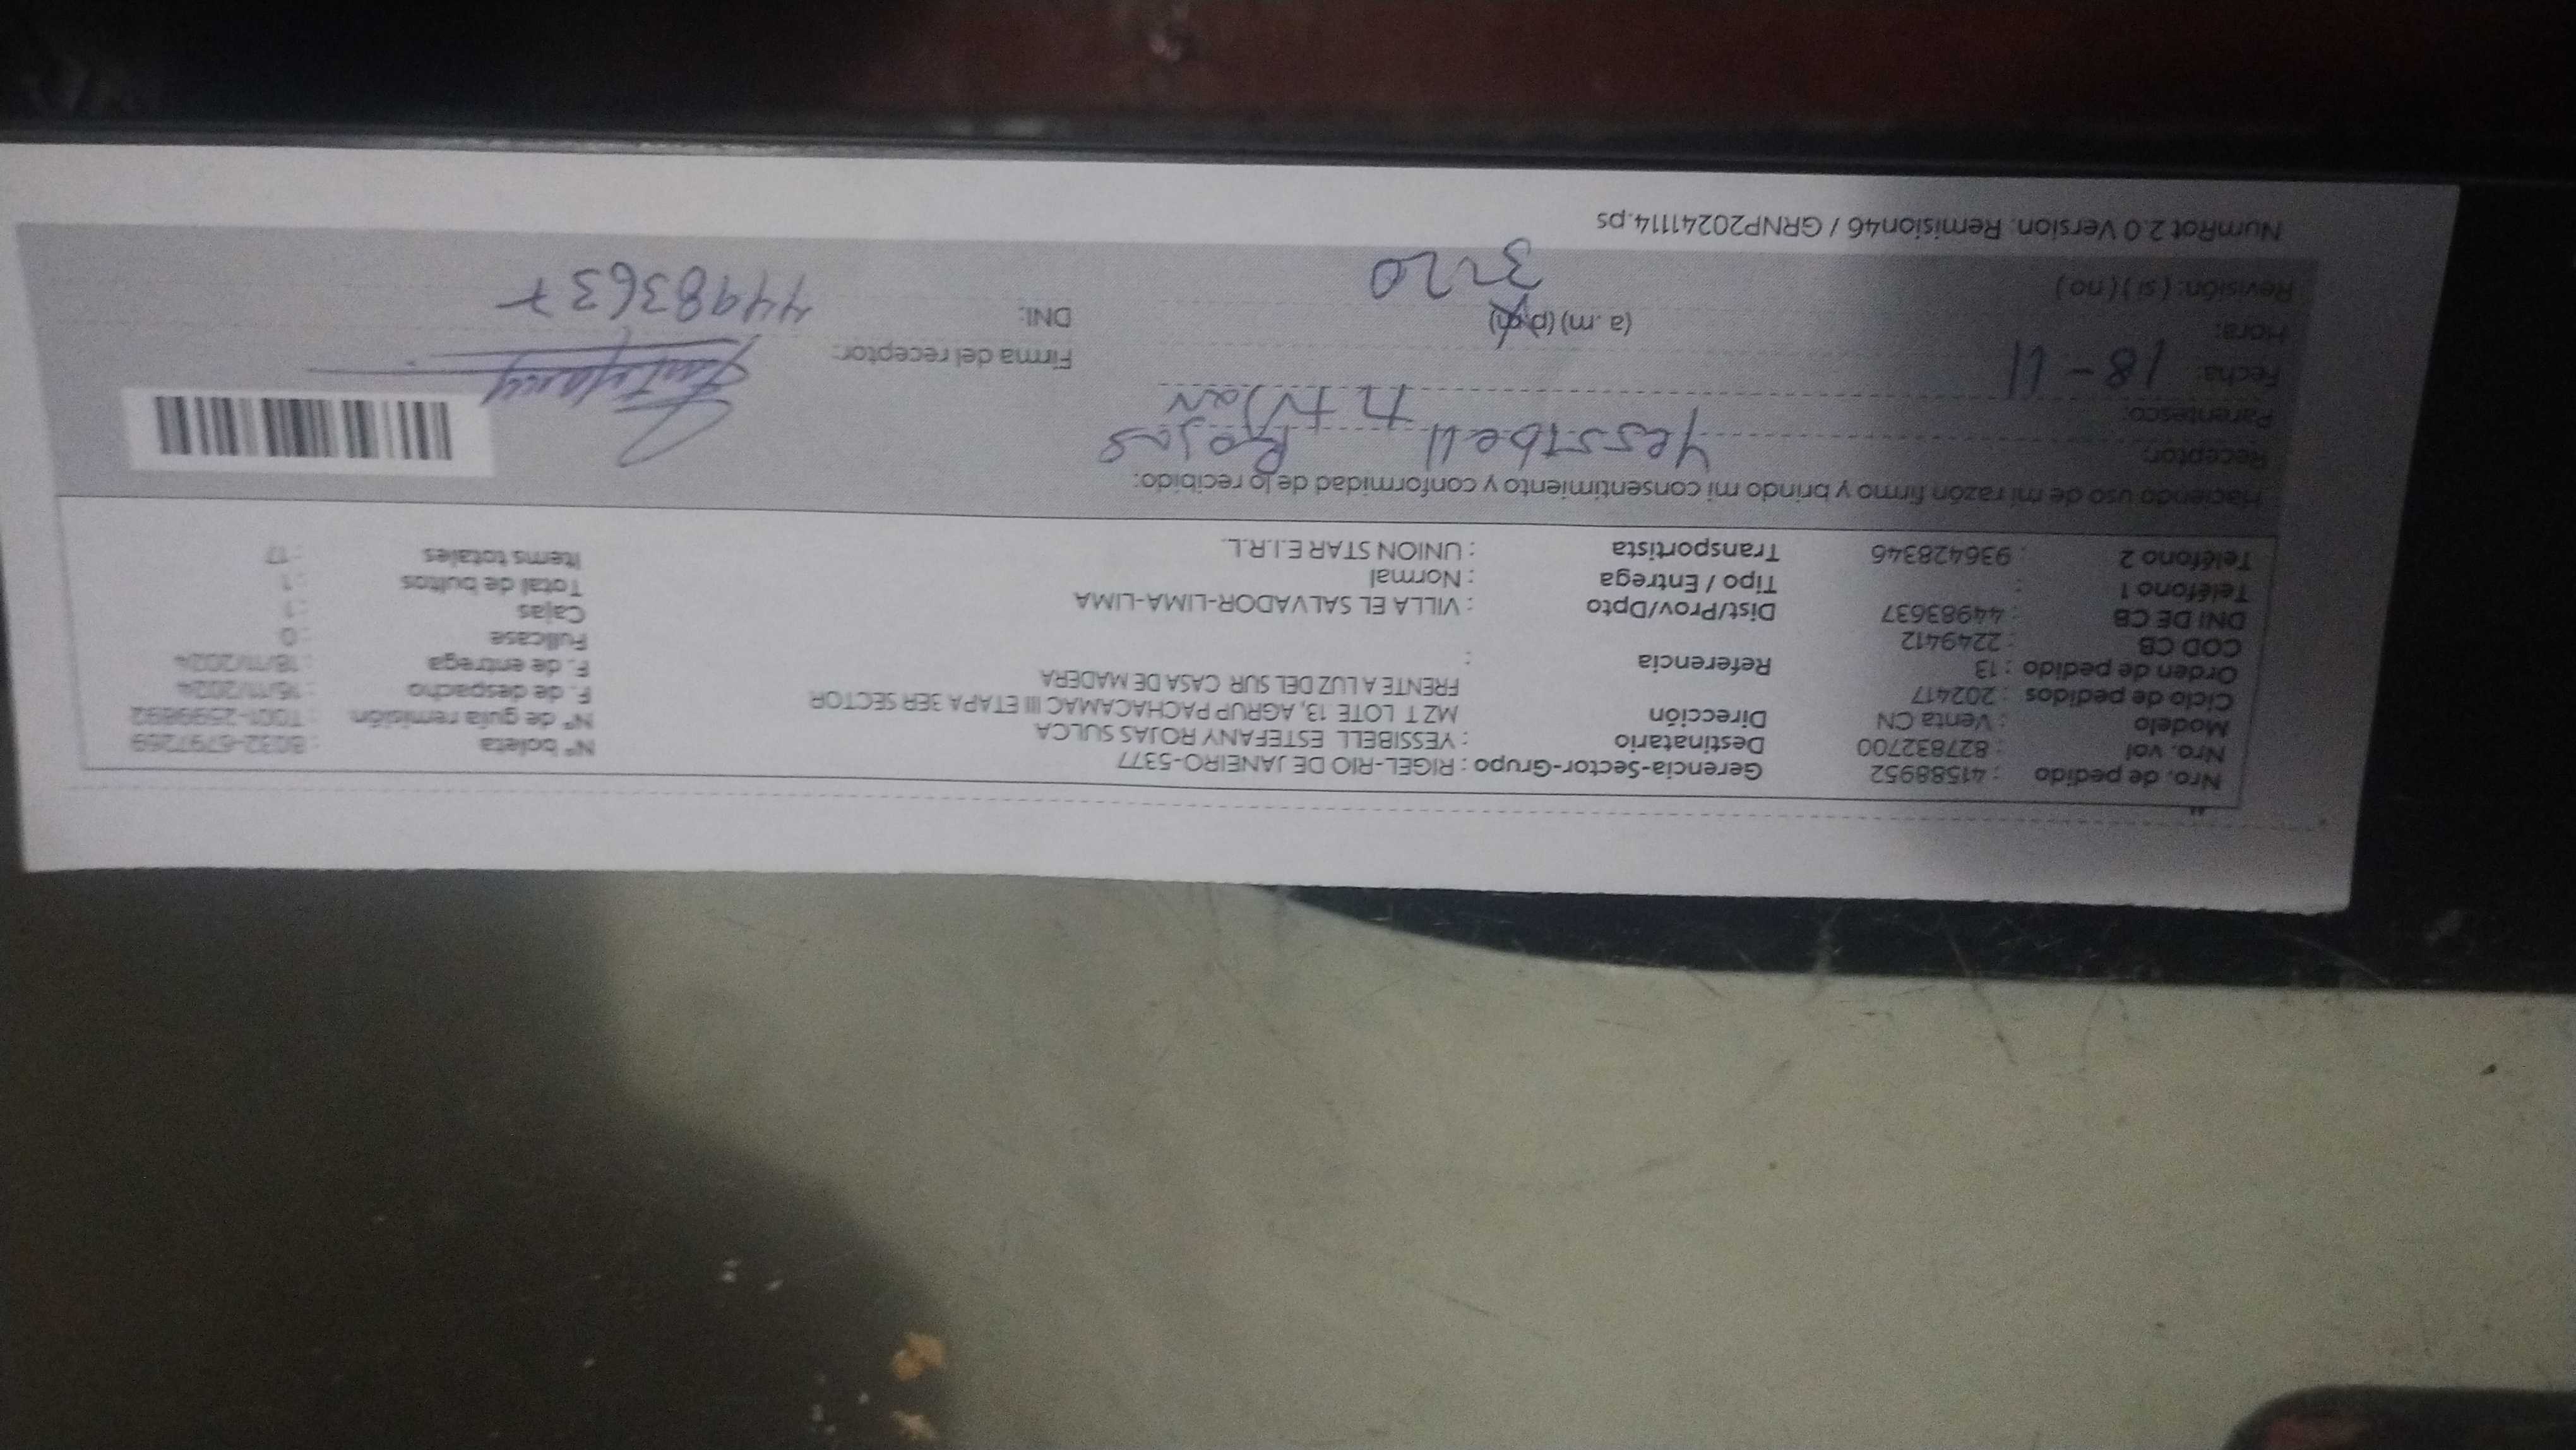 Nro. de pedido : 41588952 Gerencia-Sector-Grupo : RIGEL-RIO DE JANEIRO-5377 N° boleta : B032-6797269
Nro. vol : 827832700 Destinatario : YESSIBELL ESTEFANY ROJAS SULCA N° de guía remisión : T001-2599892
Modelo : Venta CN Dirección MZ T LOTE 13, AGRUP PACHACAMAC III ETAPA 3ER SECTOR F. de despacho : 16/11/2024
Ciclo de pedidos : 202417 FRENTE A LUZ DEL SUR CASA DE MADERA F. de entrega : 18/11/2024
Orden de pedido : 13 Referencia : Fullcase : 0
COD CB : 2249412 Cajas : 1
DNI DE CB : 44983637 Dist/Prov/Dpto : VILLA EL SALVADOR-LIMA-LIMA Total de bultos : 1
Teléfono 1 : Tipo / Entrega : Normal Items totales : 17
Teléfono 2 : 936428346 Transportista : UNION STAR E.I.R.L.
Haciendo uso de mi razón firmo y brindo mi consentimiento y conformidad de lo recibido:
Receptor: Yessibell Rojas
Parentesco: titular
Fecha: 18-11 Firma del receptor:
Hora: (a.m) (p.m) DNI: 44983637
Revisión: ( si ) ( no ) 3:20
NumRot 2.0 Version: Remision46 / GRNP20241114.ps